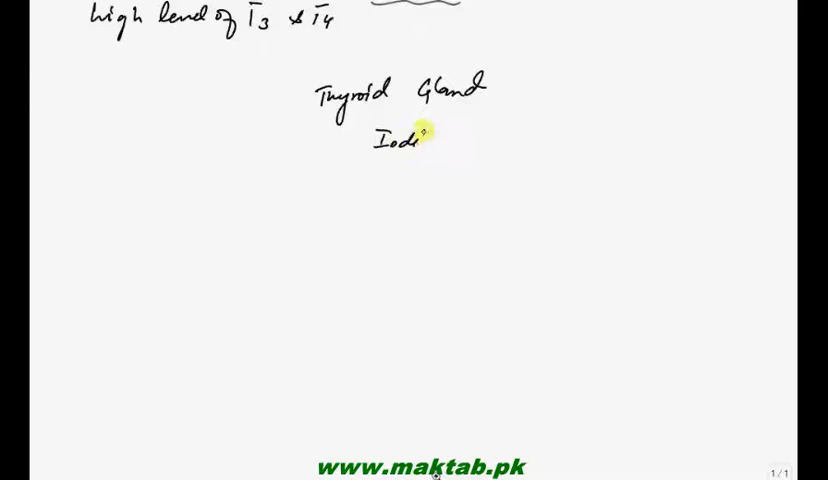 high level of T3 & T4
Thyroid Gland
Iodi
www.maktab.pk
1/1